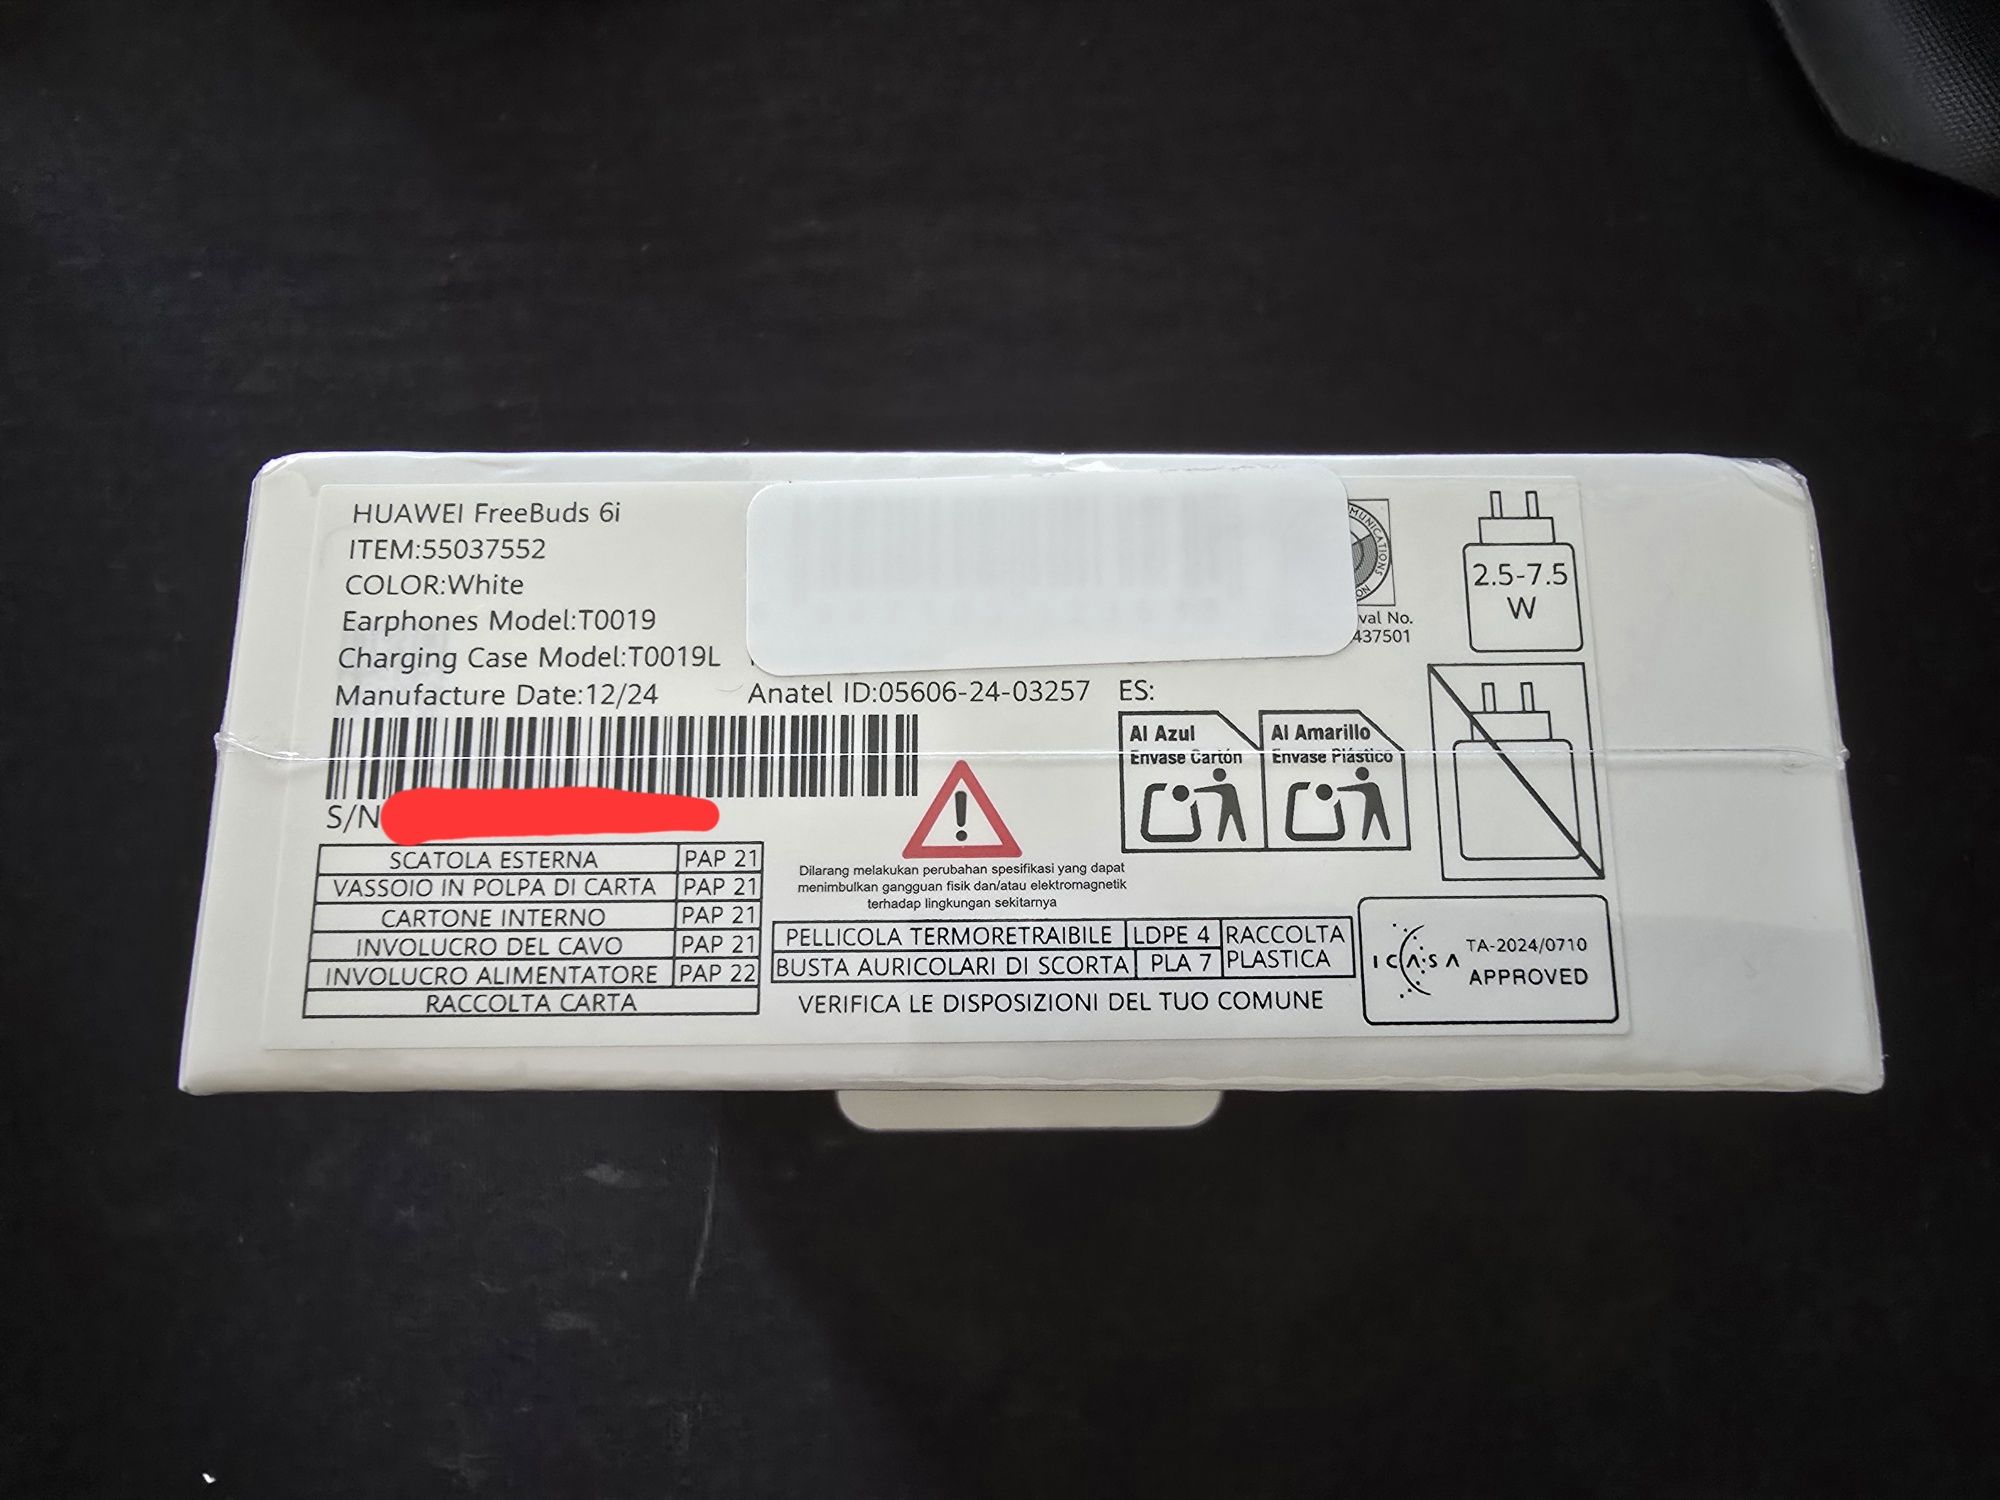 HUAWEI FreeBuds 6i
ITEM:55037552
COLOR:White
Earphones Model:T0019
Charging Case Model:T0019L
Manufacture Date:12/24
Anatel ID:05606-24-03257
ES:
S/N
MUNICATIONS
val No.
437501
2.5-7.5
W
Al Azul
Envase Cartón
Al Amarillo
Envase Plástico
SCATOLA ESTERNA PAP 21
VASSOIO IN POLPA DI CARTA PAP 21
CARTONE INTERNO PAP 21
INVOLUCRO DEL CAVO PAP 21
INVOLUCRO ALIMENTATORE PAP 22
RACCOLTA CARTA
Dilarang melakukan perubahan spesifikasi yang dapat
menimbulkan gangguan fisik dan/atau elektromagnetik
terhadap lingkungan sekitarnya
PELLICOLA TERMORETRAIBILE LDPE 4 RACCOLTA
BUSTA AURICOLARI DI SCORTA PLA 7 PLASTICA
VERIFICA LE DISPOSIZIONI DEL TUO COMUNE
ICASA
TA-2024/0710
APPROVED